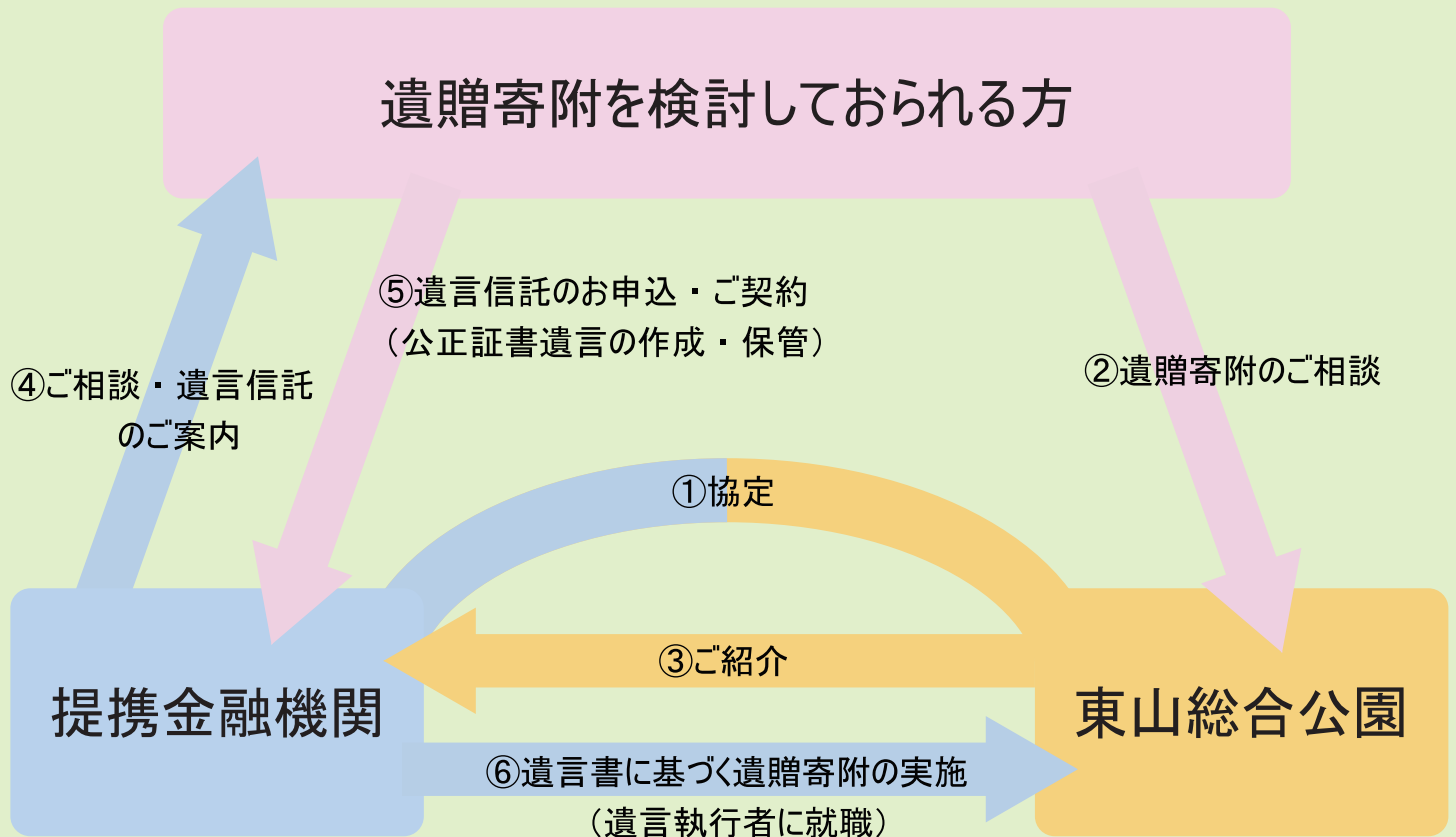 遺贈寄附を検討しておられる方
⑤遺言信託のお申込・ご契約
（公正証書遺言の作成・保管）
④ご相談・遺言信託
のご案内
②遺贈寄附のご相談
①協定
③ご紹介
提携金融機関
東山総合公園
⑥遺言書に基づく遺贈寄附の実施
（遺言執行者に就職）